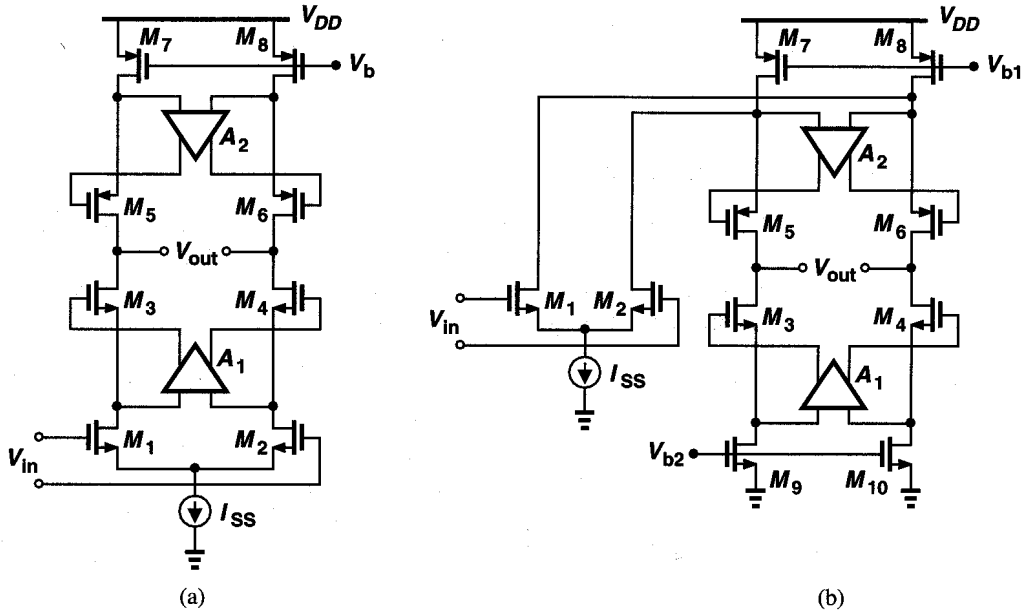 V_DD
M_7 M_8
V_b
A_2
M_5 M_6
V_out
M_3 M_4
A_1
M_1 M_2
V_in
I_SS
(a)
V_DD
M_7 M_8
V_b1
A_2
M_5 M_6
V_out
M_1 M_2
M_3 M_4
V_in
I_SS
A_1
V_b2
M_9 M_10
(b)